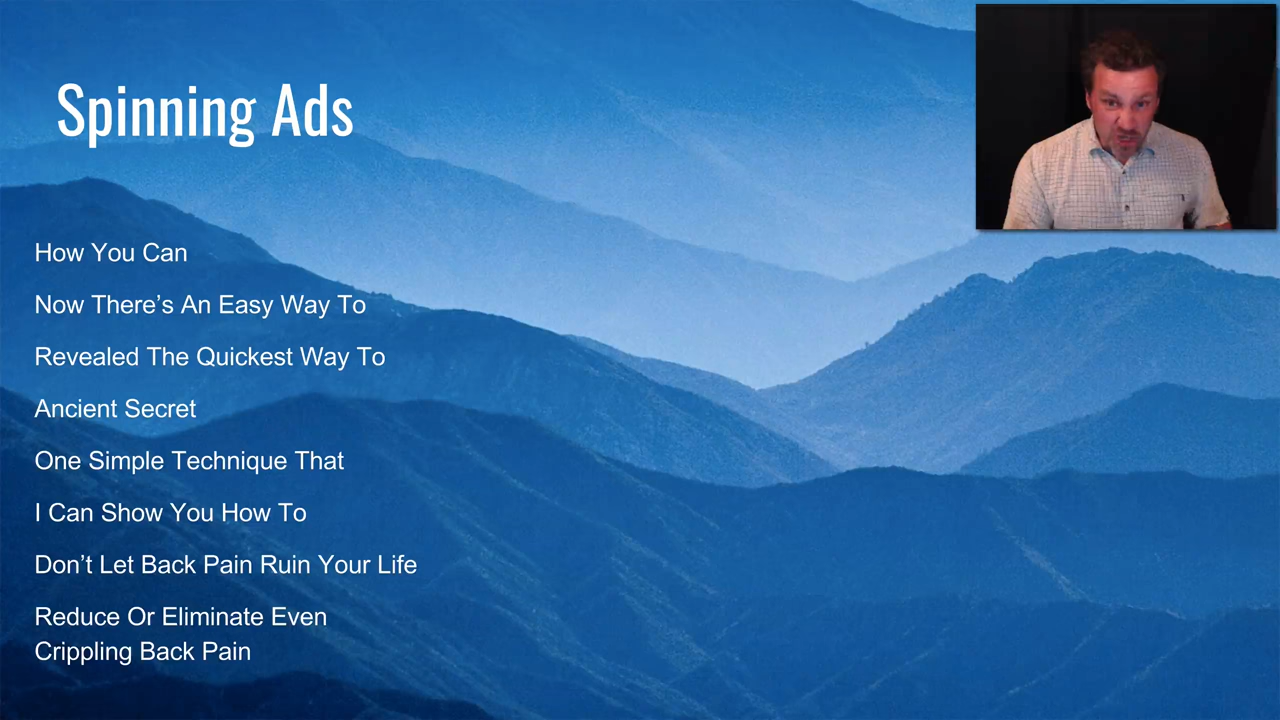 Spinning Ads
How You Can
Now There’s An Easy Way To
Revealed The Quickest Way To
Ancient Secret
One Simple Technique That
I Can Show You How To
Don’t Let Back Pain Ruin Your Life
Reduce Or Eliminate Even
Crippling Back Pain